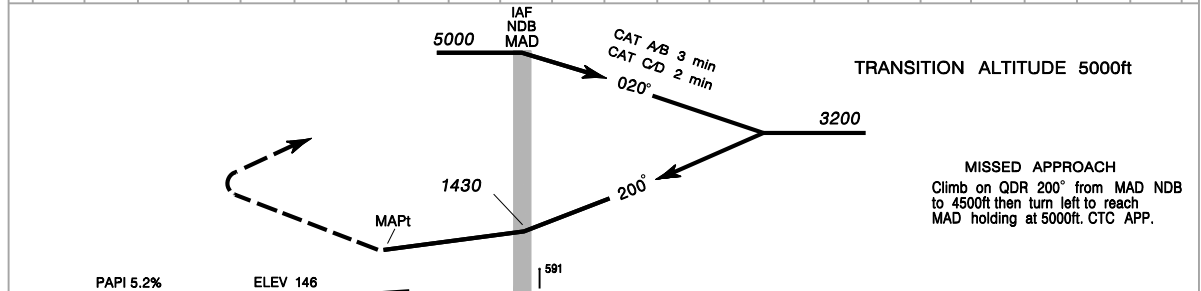 IAF
NDB
MAD
5000
CAT A/B 3 min
CAT C/D 2 min
020°
TRANSITION ALTITUDE 5000ft
3200
MISSED APPROACH
Climb on QDR 200° from MAD NDB
to 4500ft then turn left to reach
MAD holding at 5000ft. CTC APP.
1430
200°
MAPt
591
PAPI 5.2%
ELEV 146